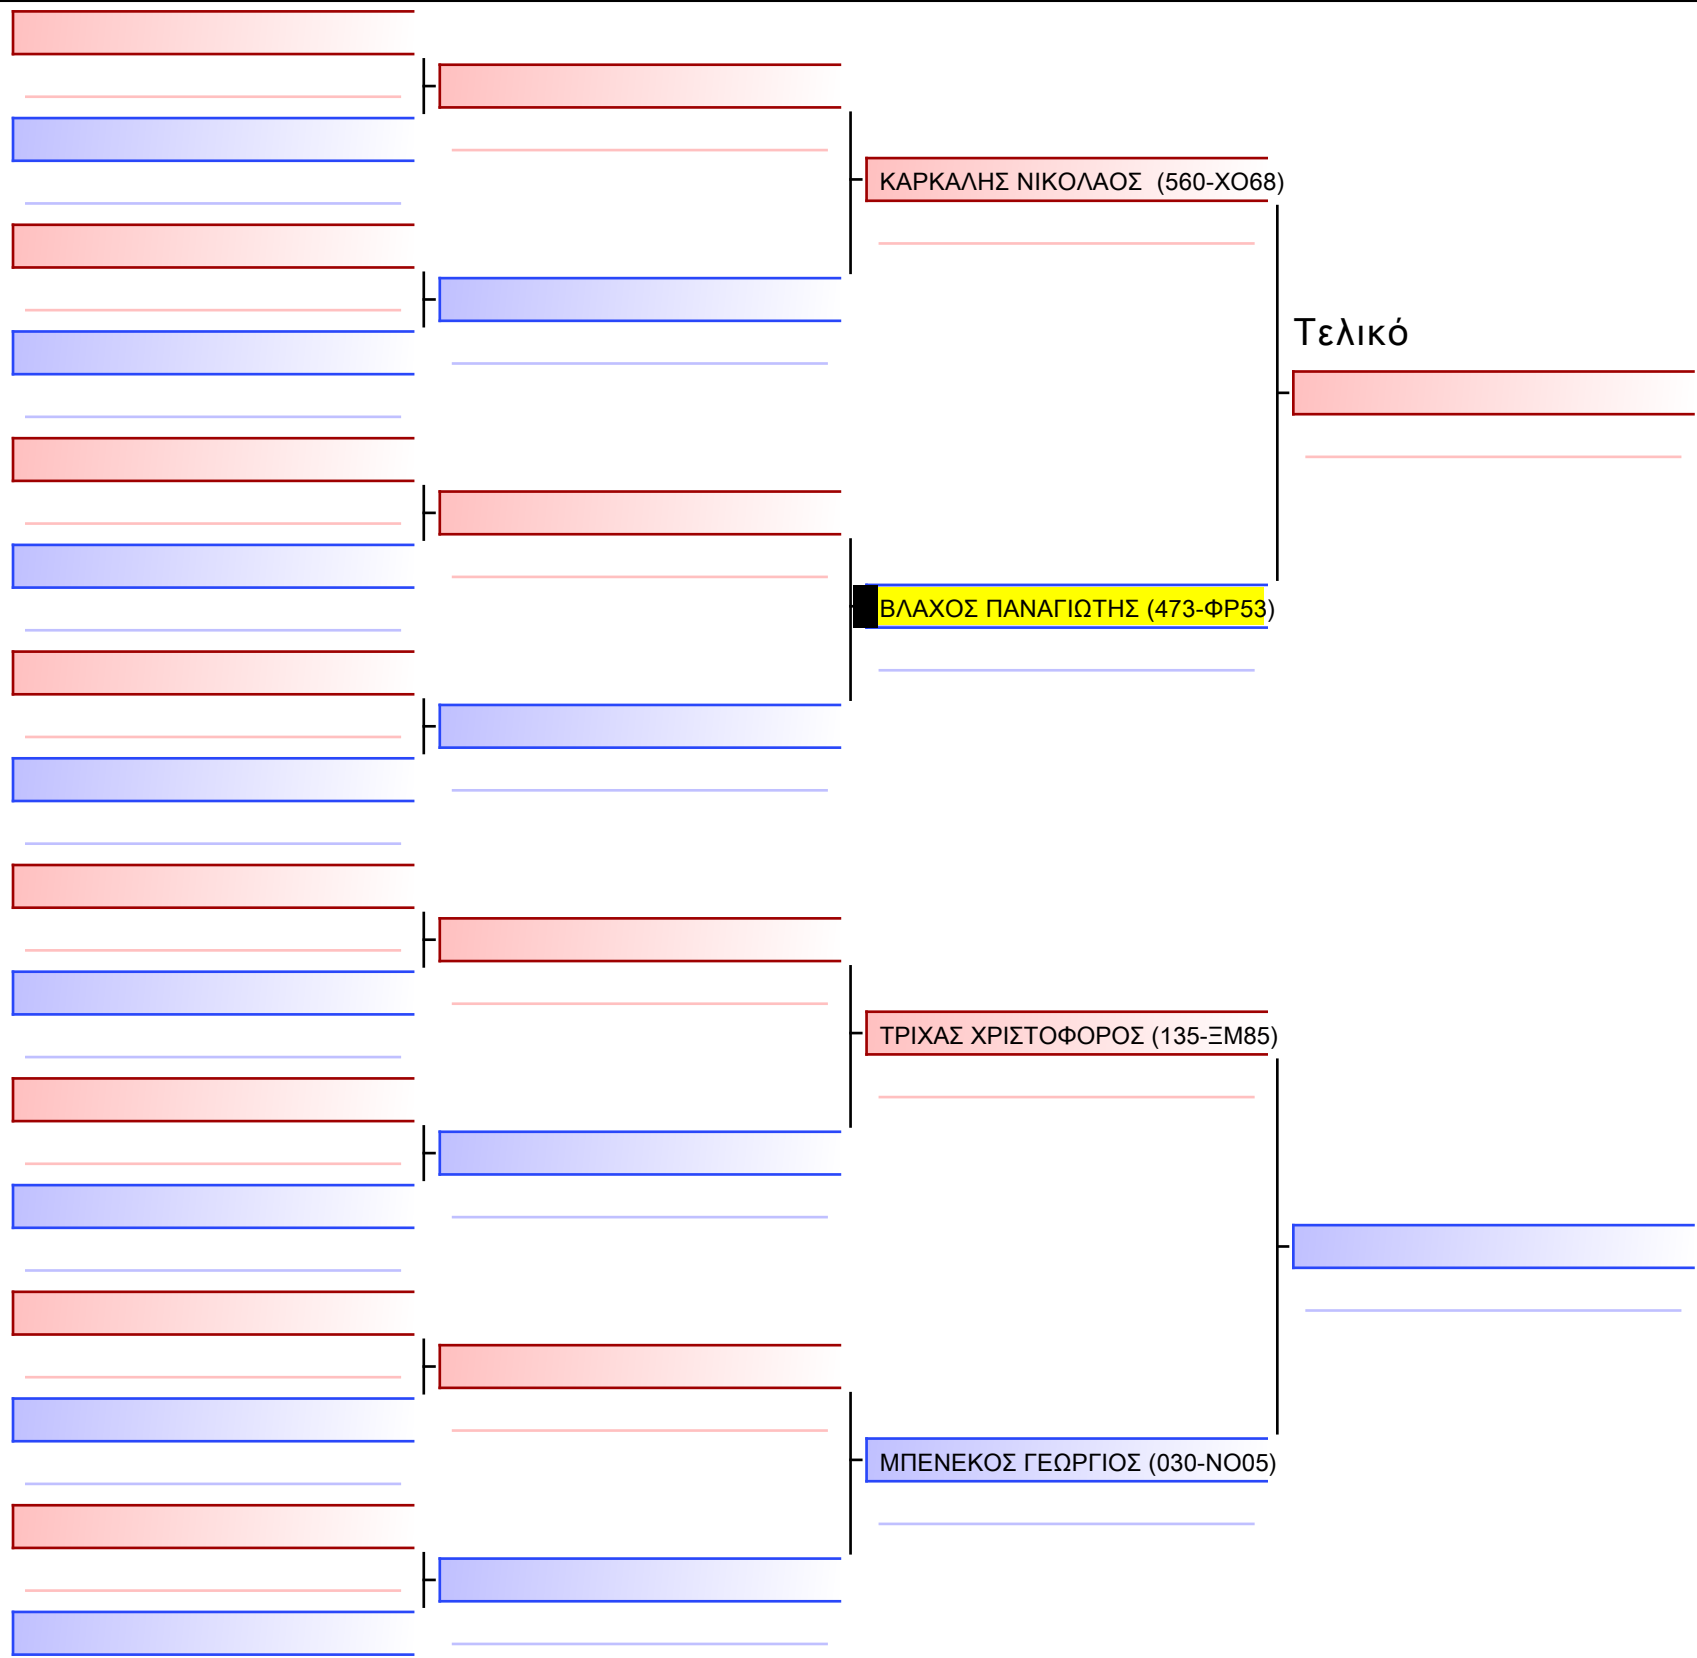 ΚΑΡΚΑΛΗΣ ΝΙΚΟΛΑΟΣ (560-ΧΟ68)
Τελικό
ΒΛΑΧΟΣ ΠΑΝΑΓΙΩΤΗΣ (473-ΦΡ53)
ΤΡΙΧΑΣ ΧΡΙΣΤΟΦΟΡΟΣ (135-ΞΜ85)
ΜΠΕΝΕΚΟΣ ΓΕΩΡΓΙΟΣ (030-ΝΟ05)